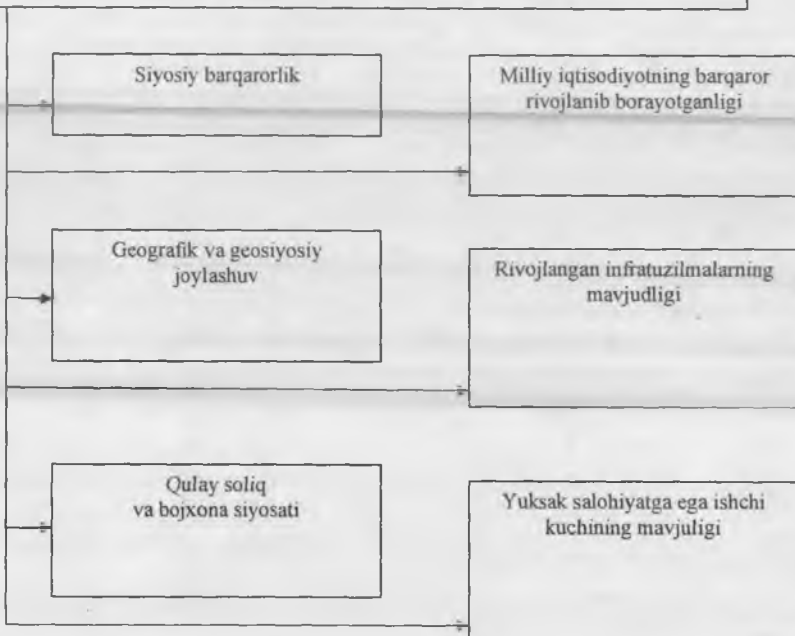 Siyosiy barqarorlik
Milliy iqtisodiyotning barqaror
rivojlanib borayotganligi
Geografik va geosiyosiy
joylashuv
Rivojlangan infratuzilmalarning
mavjudligi
Qulay soliq
va bojxona siyosati
Yuksak salohiyatga ega ishchi
kuchining mavjuligi